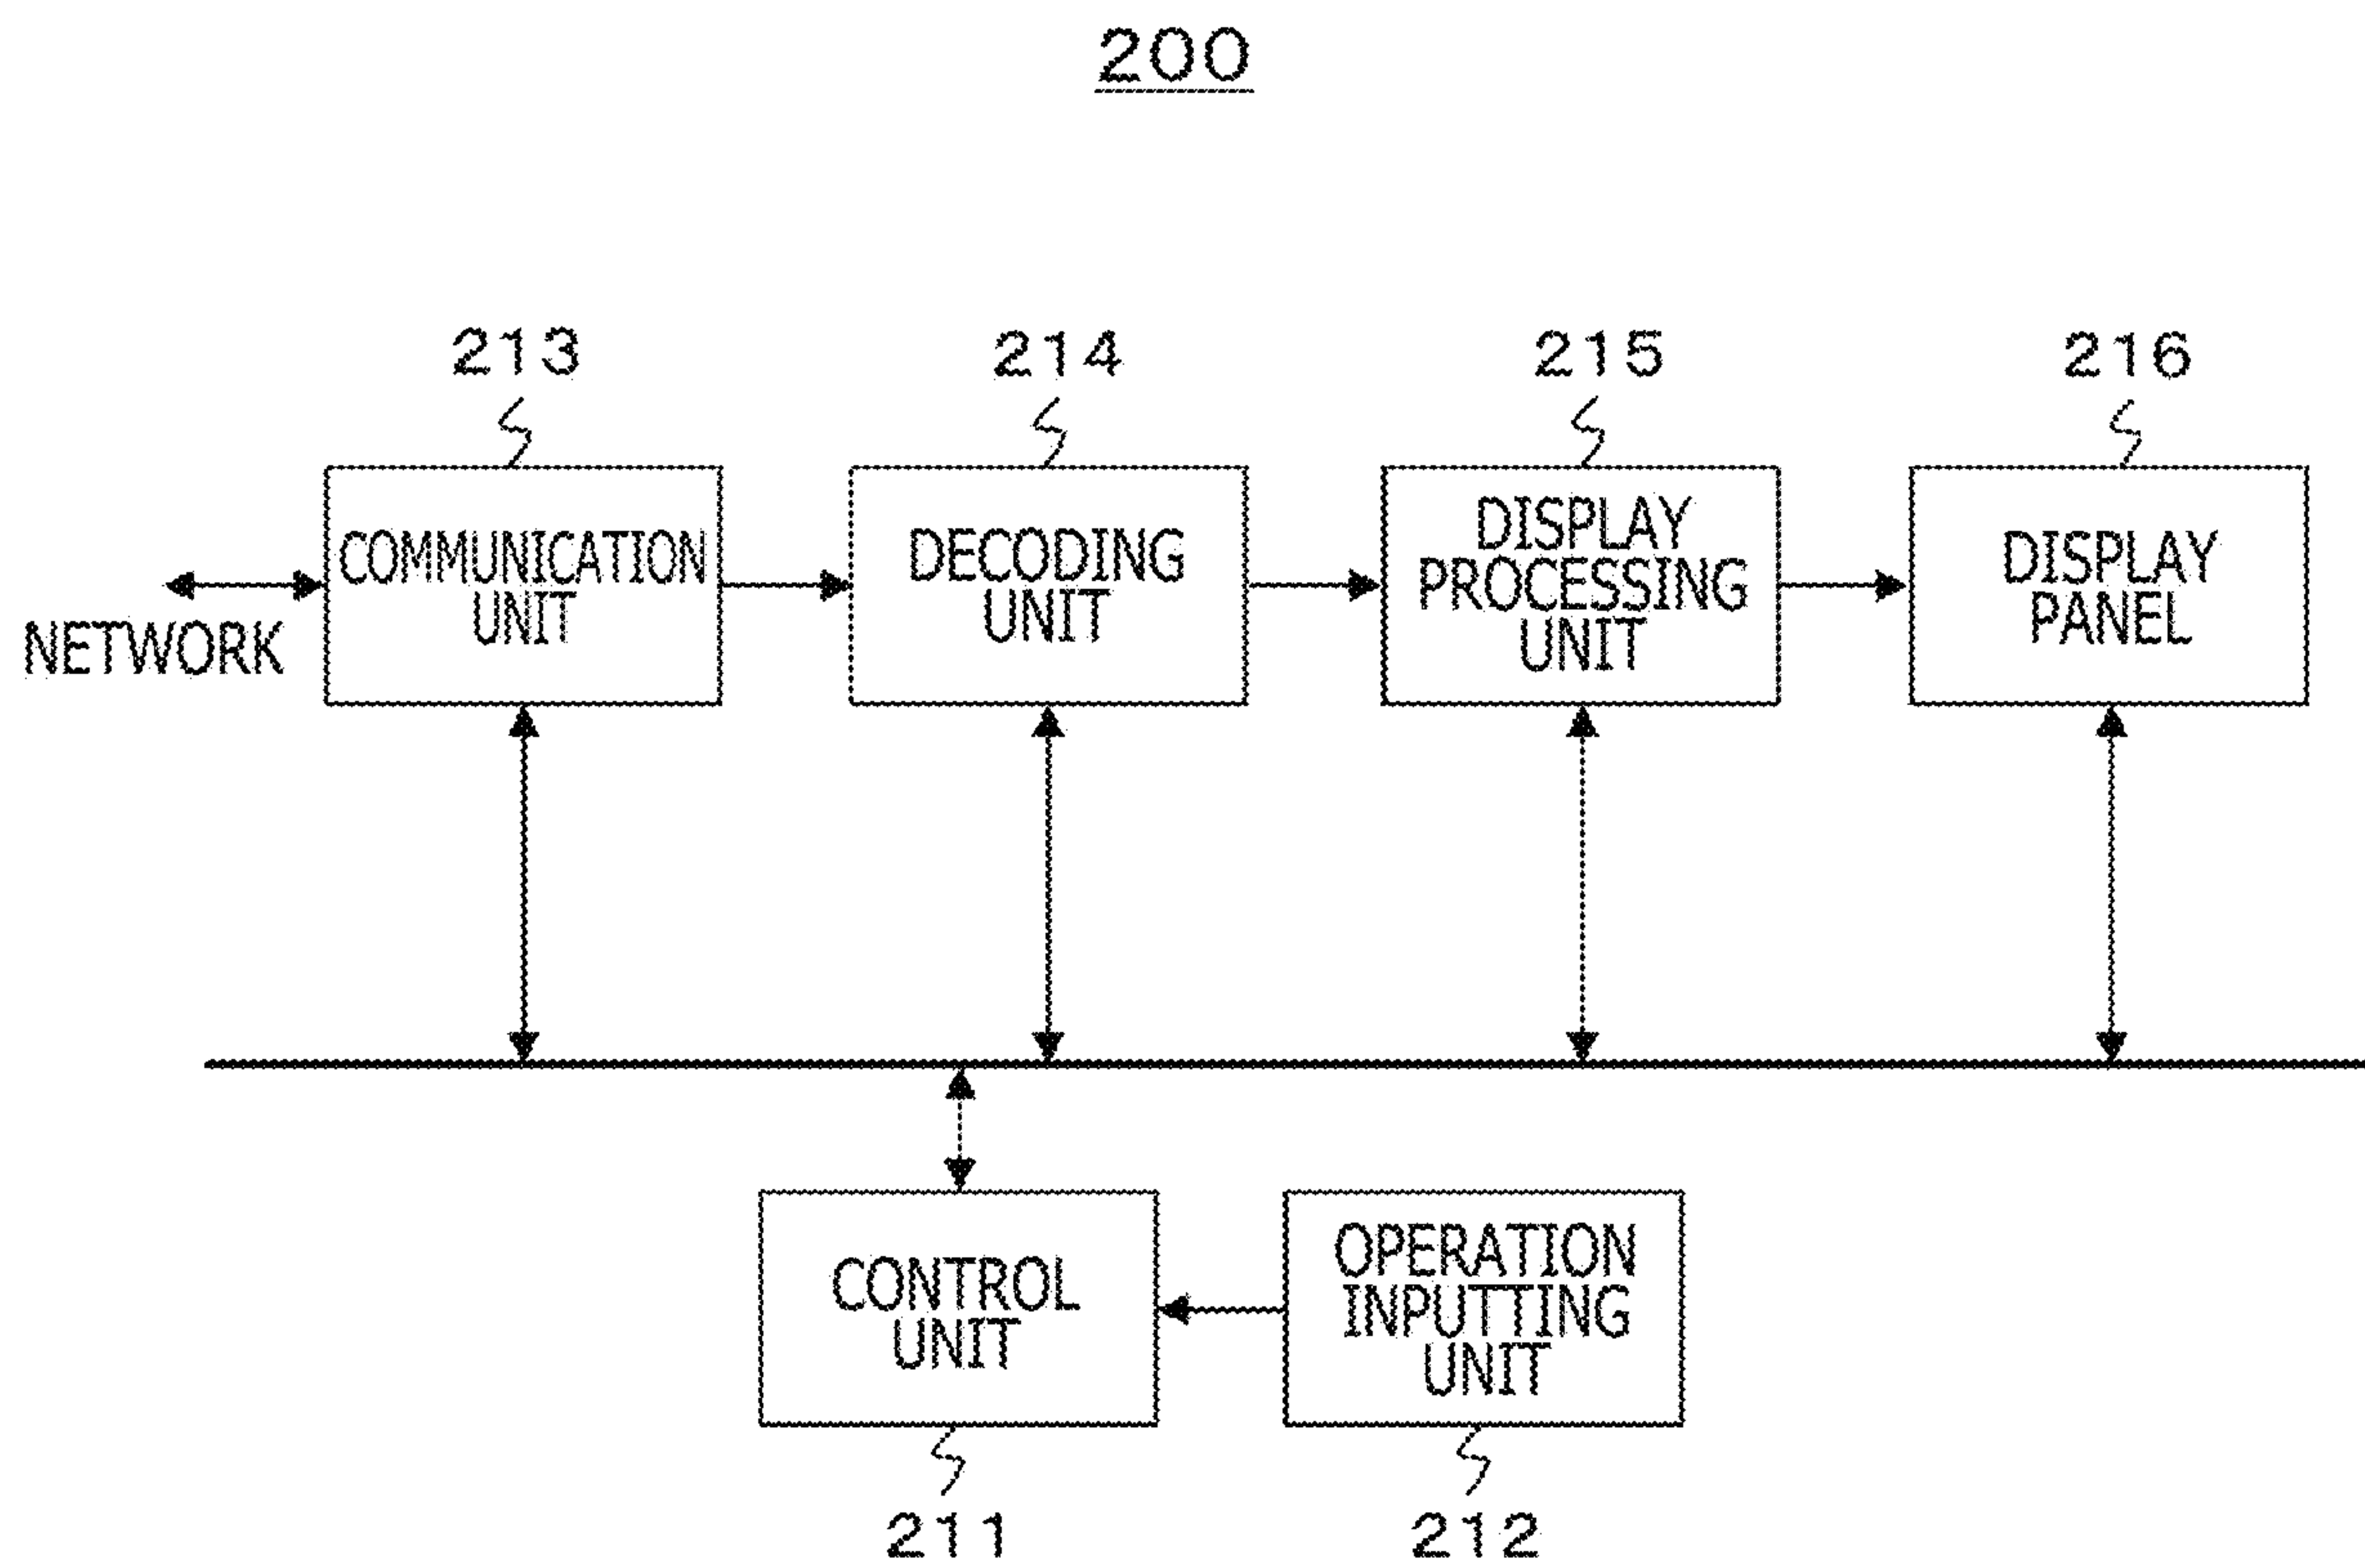 200
213
214
215
216
COMMUNICATION
UNIT
DECODING
UNIT
DISPLAY
PROCESSING
UNIT
DISPLAY
PANEL
NETWORK
CONTROL
UNIT
OPERATION
INPUTTING
UNIT
211
212